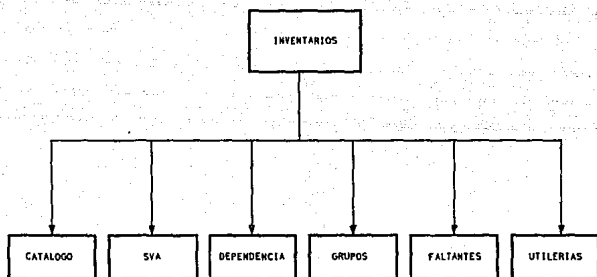 INVENTARIOS
CATALOGO
SVA
DEPENDENCIA
GRUPOS
FALTANTES
UTILERIAS